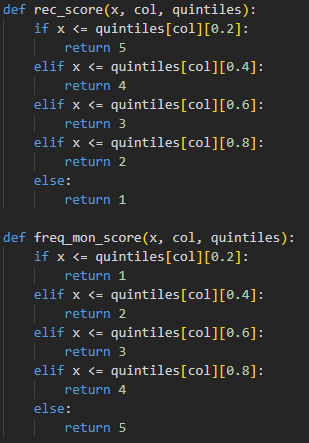 def rec_score(x, col, quintiles):
    if x <= quintiles[col][0.2]:
        return 5
    elif x <= quintiles[col][0.4]:
        return 4
    elif x <= quintiles[col][0.6]:
        return 3
    elif x <= quintiles[col][0.8]:
        return 2
    else:
        return 1

def freq_mon_score(x, col, quintiles):
    if x <= quintiles[col][0.2]:
        return 1
    elif x <= quintiles[col][0.4]:
        return 2
    elif x <= quintiles[col][0.6]:
        return 3
    elif x <= quintiles[col][0.8]:
        return 4
    else:
        return 5